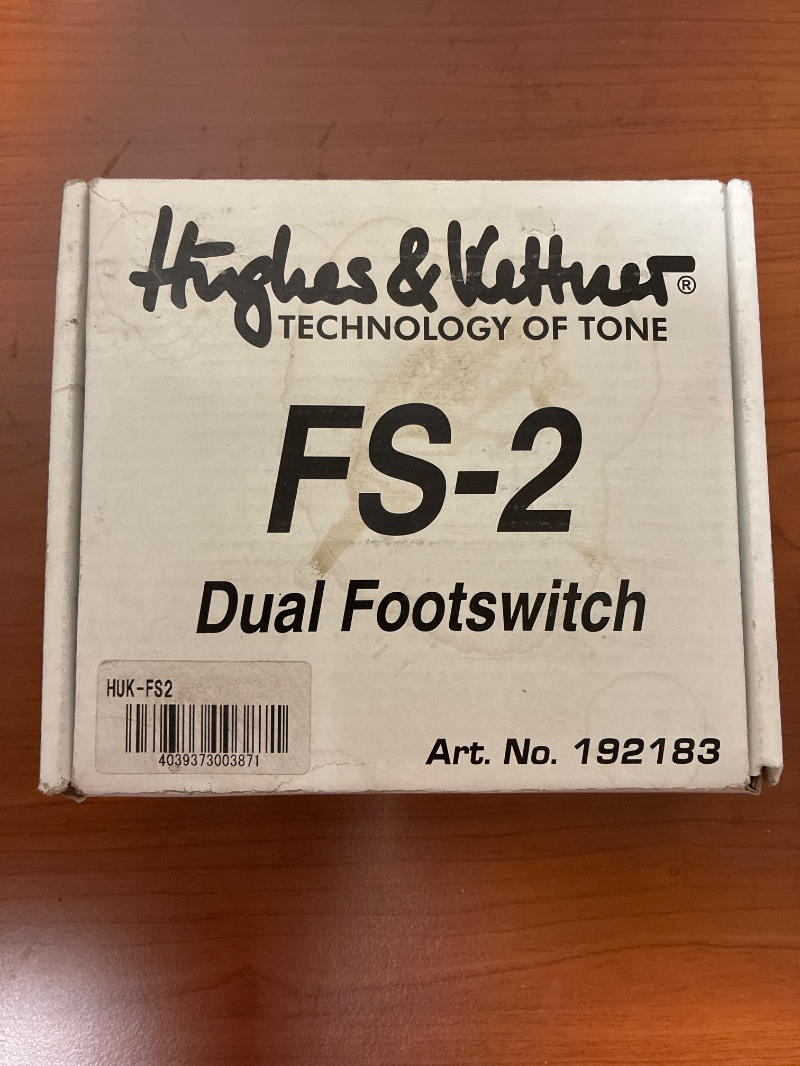 Hughes & Kettner®
TECHNOLOGY OF TONE
FS-2
Dual Footswitch
HUK-FS2
4039373003871
Art. No. 192183